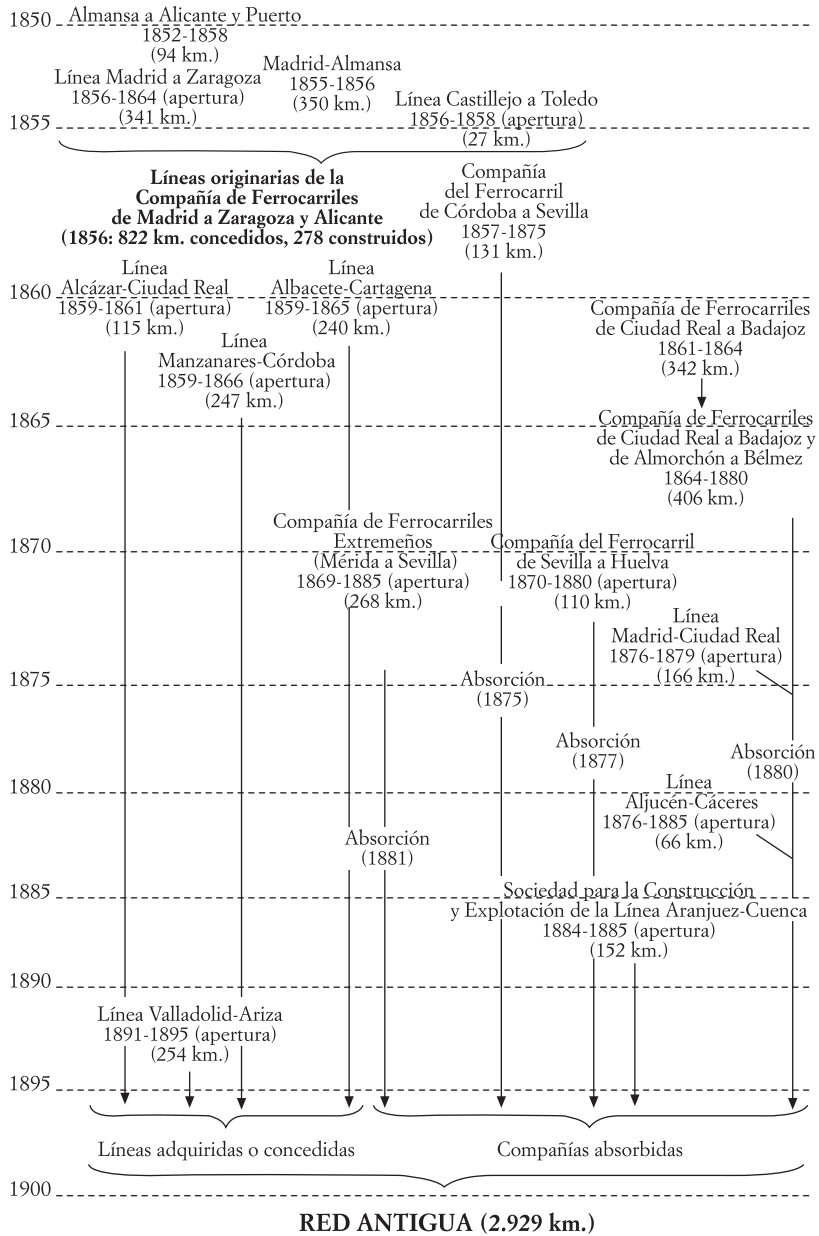 1850
Almansa a Alicante y Puerto
1852-1858
(94 km.)
Línea Madrid a Zaragoza
1856-1864 (apertura)
(341 km.)
Madrid-Almansa
1855-1856
(350 km.)
Línea Castillejo a Toledo
1856-1858 (apertura)
(27 km.)
1855
Líneas originarias de la
Compañía de Ferrocarriles
de Madrid a Zaragoza y Alicante
(1856: 822 km. concedidos, 278 construidos)
Compañía
del Ferrocarril
de Córdoba a Sevilla
1857-1875
(131 km.)
1860
Línea
Alcázar-Ciudad Real
1859-1861 (apertura)
(115 km.)
Línea
Manzanares-Córdoba
1859-1866 (apertura)
(247 km.)
Línea
Albacete-Cartagena
1859-1865 (apertura)
(240 km.)
Compañía de Ferrocarriles
de Ciudad Real a Badajoz
1861-1864
(342 km.)
1865
Compañía de Ferrocarriles
de Ciudad Real a Badajoz y
de Almorchón a Bélmez
1864-1880
(406 km.)
1870
Compañía de Ferrocarriles
Extremeños
(Mérida a Sevilla)
1869-1885 (apertura)
(268 km.)
Compañía del Ferrocarril
de Sevilla a Huelva
1870-1880 (apertura)
(110 km.)
Línea
Madrid-Ciudad Real
1876-1879 (apertura)
(166 km.)
1875
Absorción
(1875)
Absorción
(1877)
Absorción
(1880)
1880
Línea
Aljucén-Cáceres
1876-1885 (apertura)
(66 km.)
Absorción
(1881)
1885
Sociedad para la Construcción
y Explotación de la Línea Aranjuez-Cuenca
1884-1885 (apertura)
(152 km.)
1890
Línea Valladolid-Ariza
1891-1895 (apertura)
(254 km.)
1895
Líneas adquiridas o concedidas
Compañías absorbidas
1900
RED ANTIGUA (2.929 km.)